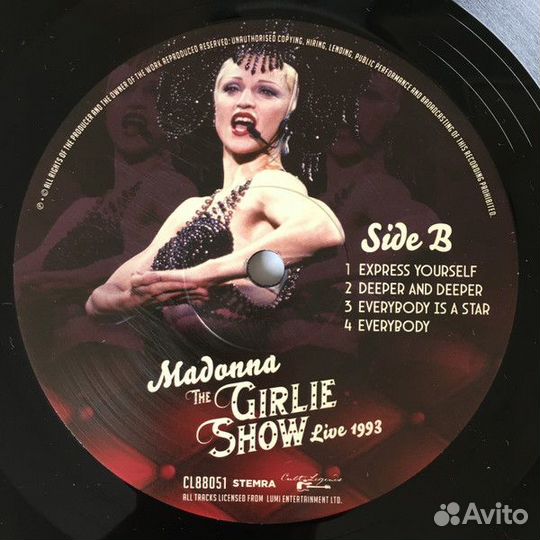 ℗ • © ALL RIGHTS OF THE PRODUCER AND THE OWNER OF THE WORK REPRODUCED RESERVED: UNAUTHORISED COPYING, HIRING, LENDING, PUBLIC PERFORMANCE AND BROADCASTING OF THIS RECORDING PROHIBITED.
Side B
1 EXPRESS YOURSELF
2 DEEPER AND DEEPER
3 EVERYBODY IS A STAR
4 EVERYBODY
Madonna
THE GIRLIE
SHOW Live 1993
CL88051 STEMRA Cult Legends
ALL TRACKS LICENSED FROM LUMI ENTERTAINMENT LTD.
Avito